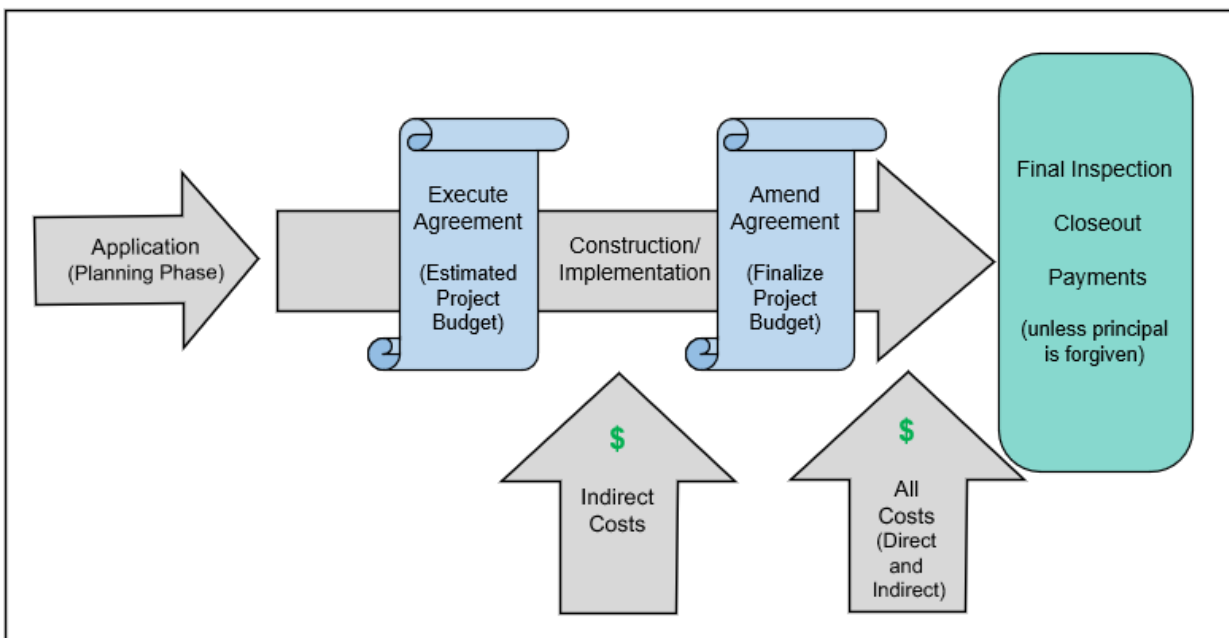 Application
(Planning Phase)
Execute
Agreement
(Estimated
Project
Budget)
Construction/
Implementation
Amend
Agreement
(Finalize
Project
Budget)
Final Inspection
Closeout
Payments
(unless principal
is forgiven)
$
Indirect
Costs
$
All
Costs
(Direct
and
Indirect)